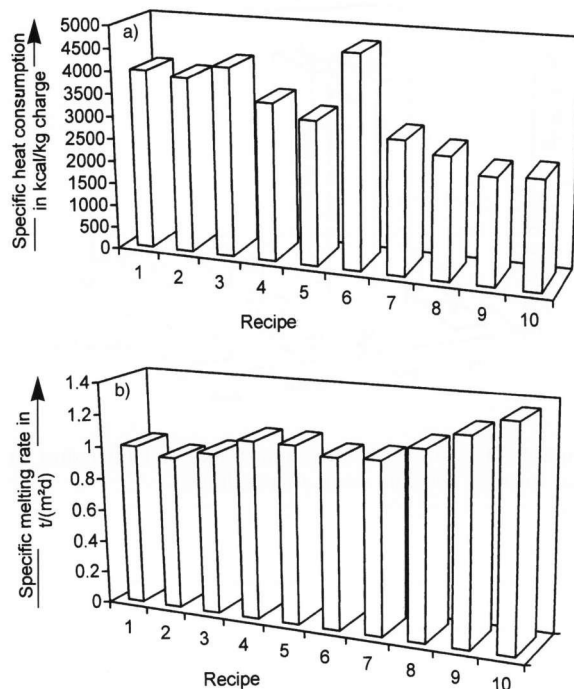 a)
Specific heat consumption
in kcal/kg charge
5000
4500
4000
3500
3000
2500
2000
1500
1000
500
0
1 2 3 4 5 6 7 8 9 10
Recipe
b)
Specific melting rate in
t/(m²d)
1.4
1.2
1
0.8
0.6
0.4
0.2
0
1 2 3 4 5 6 7 8 9 10
Recipe